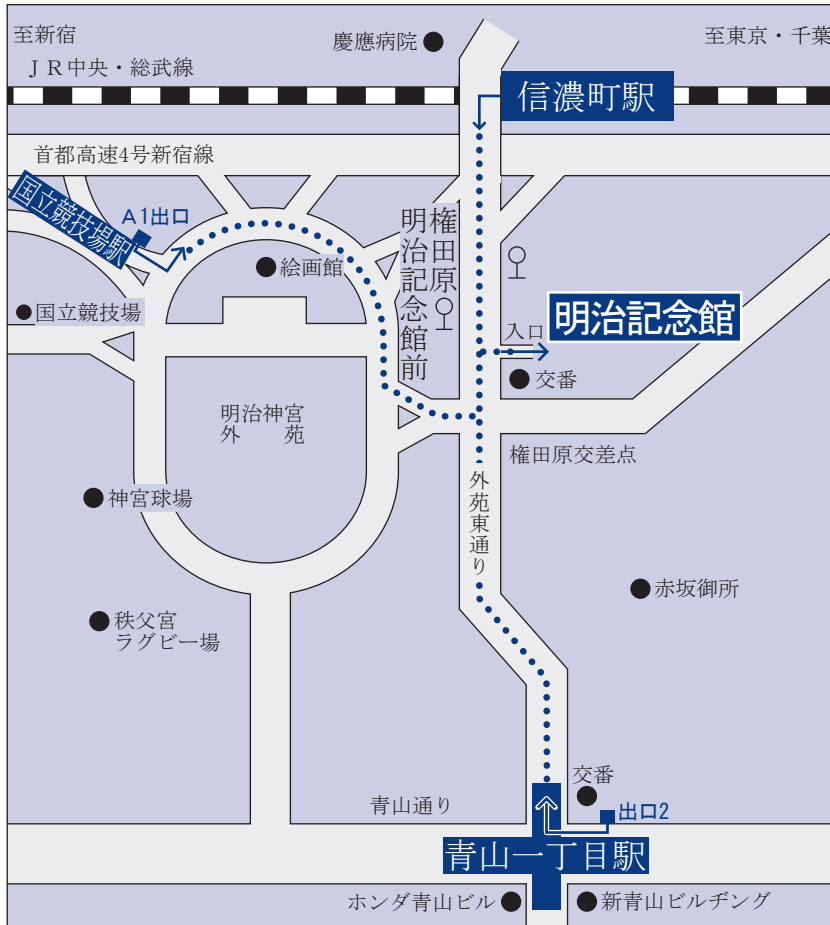 至新宿
慶應病院
至東京・千葉
JR中央・総武線
信濃町駅
首都高速4号新宿線
国立競技場駅
A1出口
権田原
明治記念館前
絵画館
国立競技場
入口
明治記念館
交番
明治神宮
外 苑
権田原交差点
外苑東通り
神宮球場
赤坂御所
秩父宮
ラグビー場
交番
青山通り
出口2
青山一丁目駅
ホンダ青山ビル
新青山ビルヂング